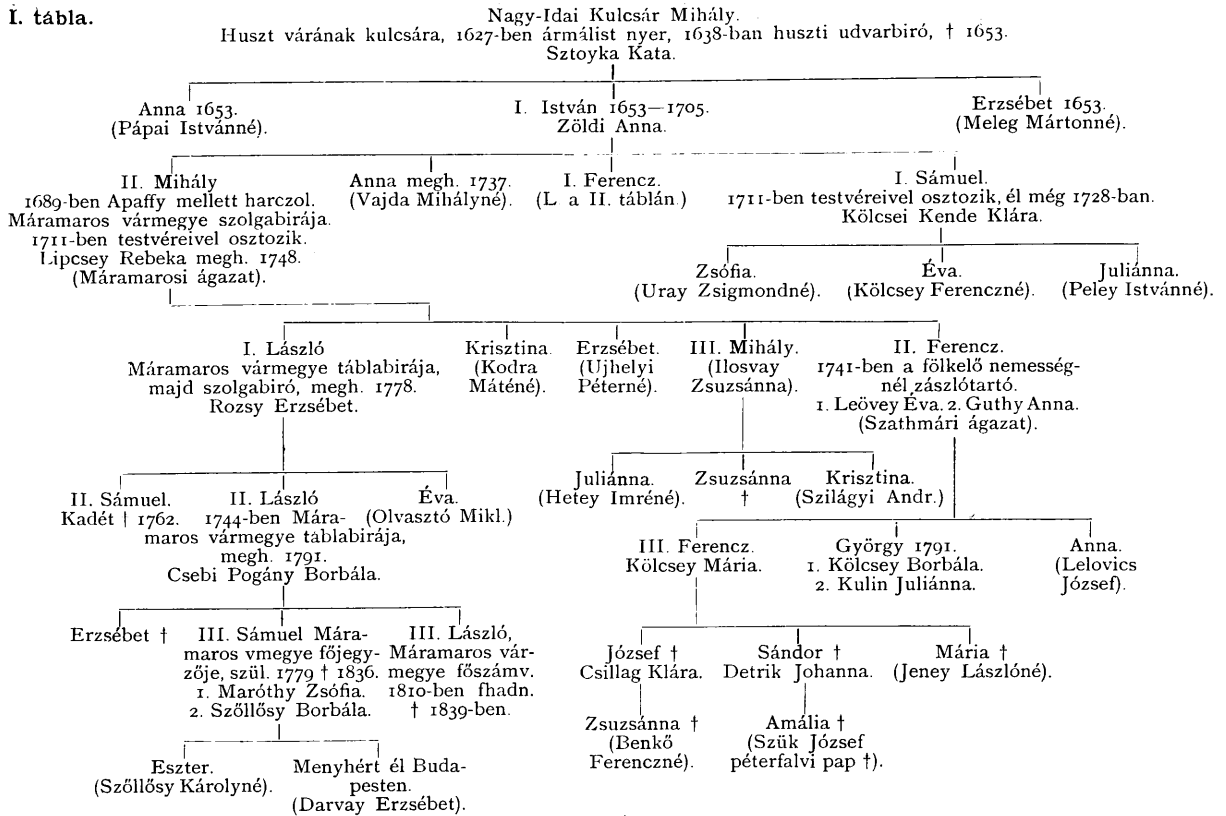 I. tábla.
Nagy-Idai Kulcsár Mihály.
Huszt várának kulcsára, 1627-ben ármálist nyer, 1638-ban huszti udvarbiró, † 1653.
Sztoyka Kata.
Anna 1653.
(Pápai Istvánné).
I. István 1653—1705.
Zöldi Anna.
Erzsébet 1653.
(Meleg Mártonné).
II. Mihály
1689-ben Apaffy mellett harczol.
Máramaros vármegye szolgabirája.
1711-ben testvéreivel osztozik.
Lipcsey Rebeka megh. 1748.
(Máramarosi ágazat).
Anna megh. 1737.
(Vajda Mihályné).
I. Ferencz.
(L a II. táblán.)
I. Sámuel.
1711-ben testvéreivel osztozik, él még 1728-ban.
Kölcsei Kende Klára.
Zsófia.
(Uray Zsigmondné).
Éva.
(Kölcsey Ferenczné).
Juliánna.
(Peley Istvánné).
I. László
Máramaros vármegye táblabirája,
majd szolgabiró, megh. 1778.
Rozsy Erzsébet.
Krisztina
(Kodra
Máténé).
Erzsébet.
(Ujhelyi
Péterné).
III. Mihály.
(Ilosvay
Zsuzsánna).
II. Ferencz.
1741-ben a fölkelő nemesség-
nél zászlótartó.
1. Leövey Éva. 2. Guthy Anna.
(Szathmári ágazat).
II. Sámuel.
Kadét † 1762.
II. László
1744-ben Mára-
maros vármegye táblabirája,
megh. 1791.
Csebi Pogány Borbála.
Éva.
(Olvasztó Mikl.)
Juliánna.
(Hetey Imréné).
Zsuzsánna
†
Krisztina.
(Szilágyi Andr.)
III. Ferencz.
Kölcsey Mária.
György 1791.
1. Kölcsey Borbála.
2. Kulin Juliánna.
Anna.
(Lelovics
József).
Erzsébet †
III. Sámuel Mára-
maros vmegye főjegy-
zője, szül. 1779 † 1836.
1. Maróthy Zsófia.
2. Szőllősy Borbála.
III. László,
Máramaros vár-
megye főszámv.
1810-ben fhadn.
† 1839-ben.
József †
Csillag Klára.
Sándor †
Detrik Johanna.
Mária †
(Jeney Lászlóné).
Zsuzsánna †
(Benkő
Ferenczné).
Amália †
(Szük József
péterfalvi pap †).
Eszter.
(Szőllősy Károlyné).
Menyhért él Buda-
pesten.
(Darvay Erzsébet).